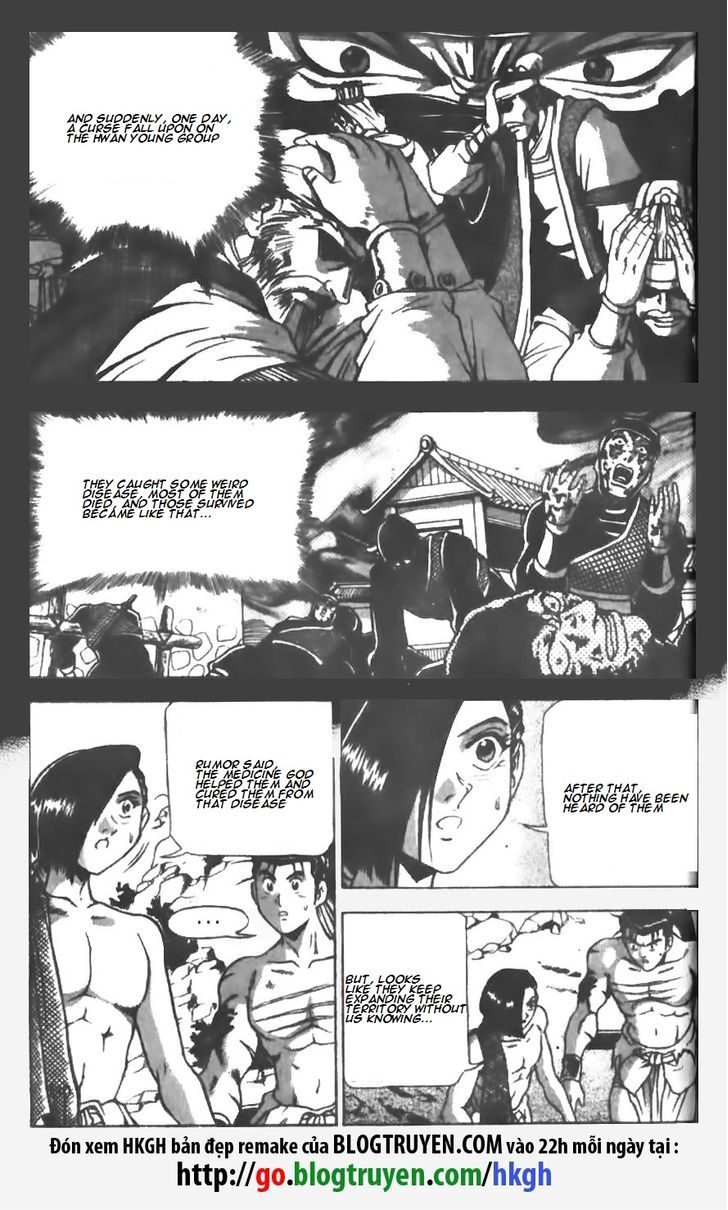 AND SUDDENLY, ONE DAY,
A CURSE FALL UPON ON
THE HWAN YOUNG GROUP
THEY CAUGHT SOME WEIRD
DISEASE, MOST OF THEM
DIED, AND THOSE SURVIVED
BECAME LIKE THAT...
RUMOR SAID,
THE MEDICINE GOD
HELPED THEM AND
CURED THEM FROM
THAT DISEASE
...
AFTER THAT,
NOTHING HAVE BEEN
HEARD OF THEM
BUT, LOOKS
LIKE THEY KEEP
EXPANDING THEIR
TERRITORY WITHOUT
US KNOWING...
Đón xem HKGH bản đẹp remake của BLOGTRUYEN.COM vào 22h mỗi ngày tại :
http://go.blogtruyen.com/hkgh